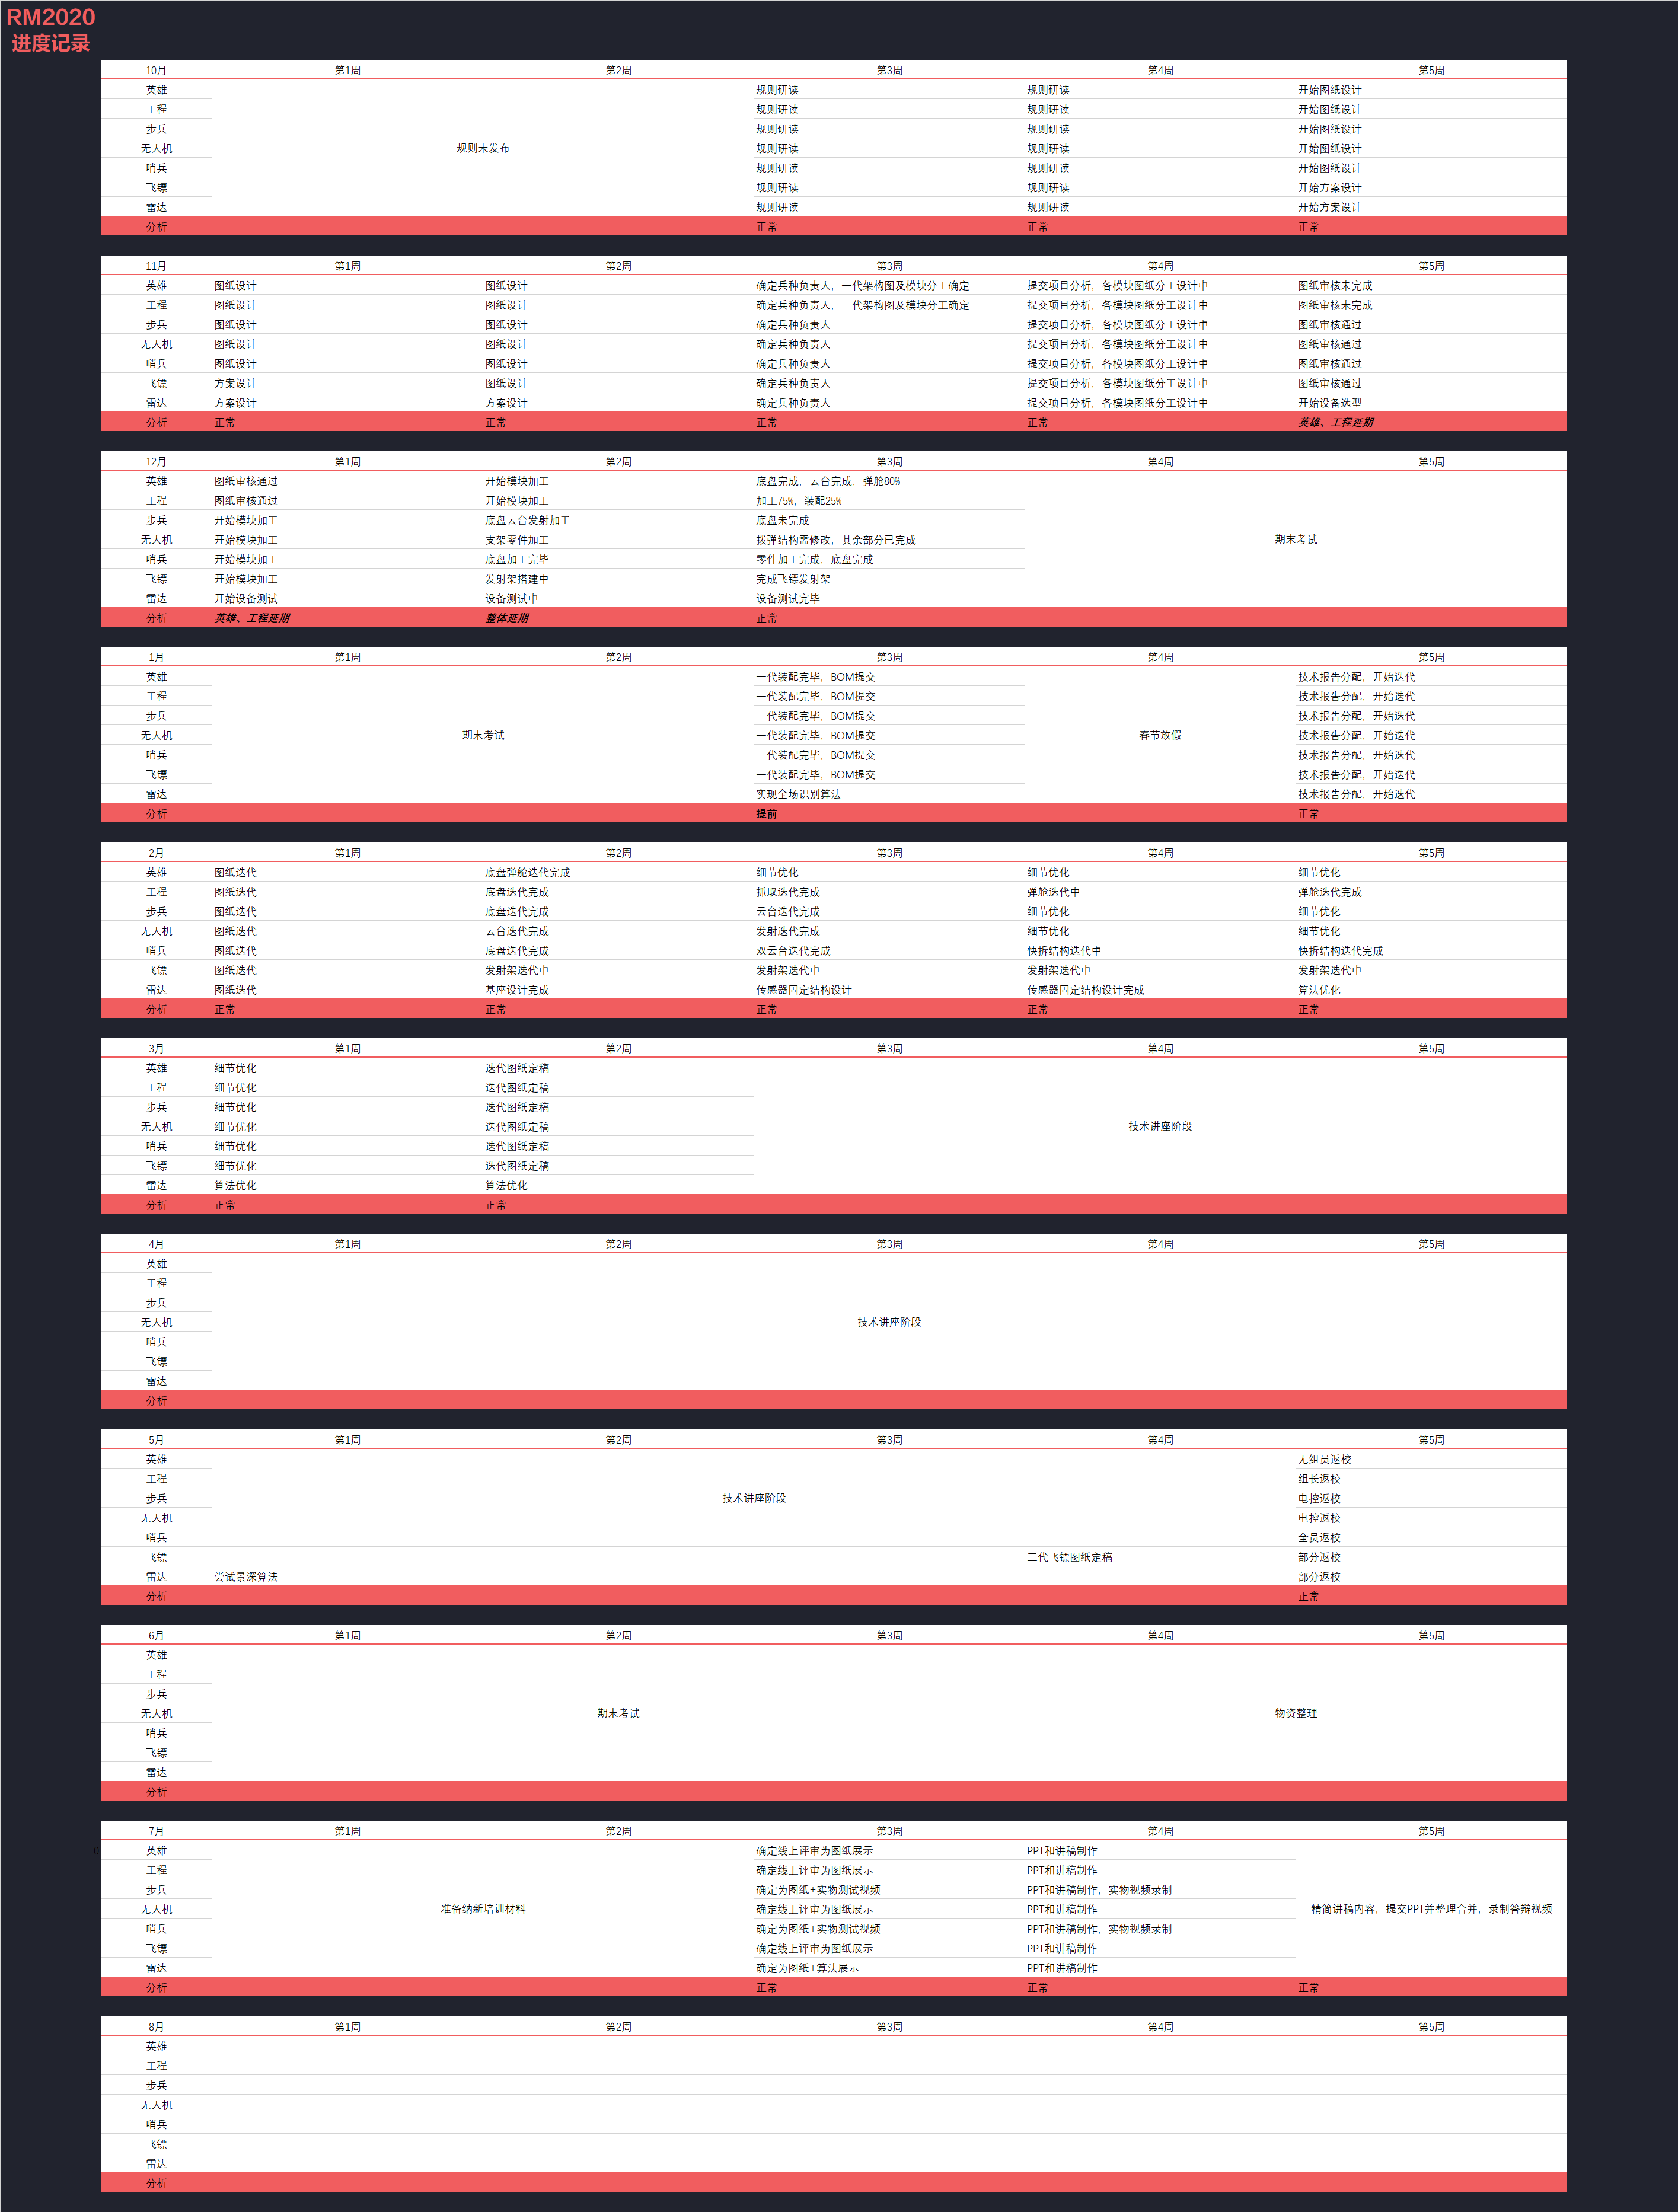 RM2020
进度记录
10月 第1周 第2周 第3周 第4周 第5周
英雄 规则研读 规则研读 开始图纸设计
工程 规则研读 规则研读 开始图纸设计
步兵 规则研读 规则研读 开始图纸设计
无人机 规则未发布 规则研读 规则研读 开始图纸设计
哨兵 规则研读 规则研读 开始图纸设计
飞镖 规则研读 规则研读 开始方案设计
雷达 规则研读 规则研读 开始方案设计
分析 正常 正常 正常
11月 第1周 第2周 第3周 第4周 第5周
英雄 图纸设计 图纸设计 确定兵种负责人，一代架构图及模块分工确定 提交项目分析，各模块图纸分工设计中 图纸审核未完成
工程 图纸设计 图纸设计 确定兵种负责人，一代架构图及模块分工确定 提交项目分析，各模块图纸分工设计中 图纸审核未完成
步兵 图纸设计 图纸设计 确定兵种负责人 提交项目分析，各模块图纸分工设计中 图纸审核通过
无人机 图纸设计 图纸设计 确定兵种负责人 提交项目分析，各模块图纸分工设计中 图纸审核通过
哨兵 图纸设计 图纸设计 确定兵种负责人 提交项目分析，各模块图纸分工设计中 图纸审核通过
飞镖 方案设计 图纸设计 确定兵种负责人 提交项目分析，各模块图纸分工设计中 图纸审核通过
雷达 方案设计 方案设计 确定兵种负责人 提交项目分析，各模块图纸分工设计中 开始设备选型
分析 正常 正常 正常 正常 英雄、工程延期
12月 第1周 第2周 第3周 第4周 第5周
英雄 图纸审核通过 开始模块加工 底盘完成，云台完成，弹舱80%
工程 图纸审核通过 开始模块加工 加工75%，装配25%
步兵 开始模块加工 底盘云台发射加工 底盘未完成
无人机 开始模块加工 支架零件加工 拨弹结构需修改，其余部分已完成 期末考试
哨兵 开始模块加工 底盘加工完毕 零件加工完成，底盘完成
飞镖 开始模块加工 发射架搭建中 完成飞镖发射架
雷达 开始设备测试 设备测试中 设备测试完毕
分析 英雄、工程延期 整体延期 正常
1月 第1周 第2周 第3周 第4周 第5周
英雄 一代装配完毕，BOM提交 技术报告分配，开始迭代
工程 一代装配完毕，BOM提交 技术报告分配，开始迭代
步兵 一代装配完毕，BOM提交 技术报告分配，开始迭代
无人机 期末考试 一代装配完毕，BOM提交 春节放假 技术报告分配，开始迭代
哨兵 一代装配完毕，BOM提交 技术报告分配，开始迭代
飞镖 一代装配完毕，BOM提交 技术报告分配，开始迭代
雷达 实现全场识别算法 技术报告分配，开始迭代
分析 提前 正常
2月 第1周 第2周 第3周 第4周 第5周
英雄 图纸迭代 底盘弹舱迭代完成 细节优化 细节优化 细节优化
工程 图纸迭代 底盘迭代完成 抓取迭代完成 弹舱迭代中 弹舱迭代完成
步兵 图纸迭代 底盘迭代完成 云台迭代完成 细节优化 细节优化
无人机 图纸迭代 云台迭代完成 发射迭代完成 细节优化 细节优化
哨兵 图纸迭代 底盘迭代完成 双云台迭代完成 快拆结构迭代中 快拆结构迭代完成
飞镖 图纸迭代 发射架迭代中 发射架迭代中 发射架迭代中 发射架迭代中
雷达 图纸迭代 基座设计完成 传感器固定结构设计 传感器固定结构设计完成 算法优化
分析 正常 正常 正常 正常 正常
3月 第1周 第2周 第3周 第4周 第5周
英雄 细节优化 迭代图纸定稿
工程 细节优化 迭代图纸定稿
步兵 细节优化 迭代图纸定稿
无人机 细节优化 迭代图纸定稿 技术讲座阶段
哨兵 细节优化 迭代图纸定稿
飞镖 细节优化 迭代图纸定稿
雷达 算法优化 算法优化
分析 正常 正常
4月 第1周 第2周 第3周 第4周 第5周
英雄
工程
步兵
无人机 技术讲座阶段
哨兵
飞镖
雷达
分析
5月 第1周 第2周 第3周 第4周 第5周
英雄 无组员返校
工程 组长返校
步兵 技术讲座阶段 电控返校
无人机 电控返校
哨兵 全员返校
飞镖 三代飞镖图纸定稿 部分返校
雷达 尝试景深算法 部分返校
分析 正常
6月 第1周 第2周 第3周 第4周 第5周
英雄
工程
步兵
无人机 期末考试 物资整理
哨兵
飞镖
雷达
分析
7月 第1周 第2周 第3周 第4周 第5周
0 英雄 确定线上评审为图纸展示 PPT和讲稿制作
工程 确定线上评审为图纸展示 PPT和讲稿制作
步兵 确定为图纸+实物测试视频 PPT和讲稿制作，实物视频录制
无人机 准备纳新培训材料 确定线上评审为图纸展示 PPT和讲稿制作 精简讲稿内容，提交PPT并整理合并，录制答辩视频
哨兵 确定为图纸+实物测试视频 PPT和讲稿制作，实物视频录制
飞镖 确定线上评审为图纸展示 PPT和讲稿制作
雷达 确定为图纸+算法展示 PPT和讲稿制作
分析 正常 正常 正常
8月 第1周 第2周 第3周 第4周 第5周
英雄
工程
步兵
无人机
哨兵
飞镖
雷达
分析